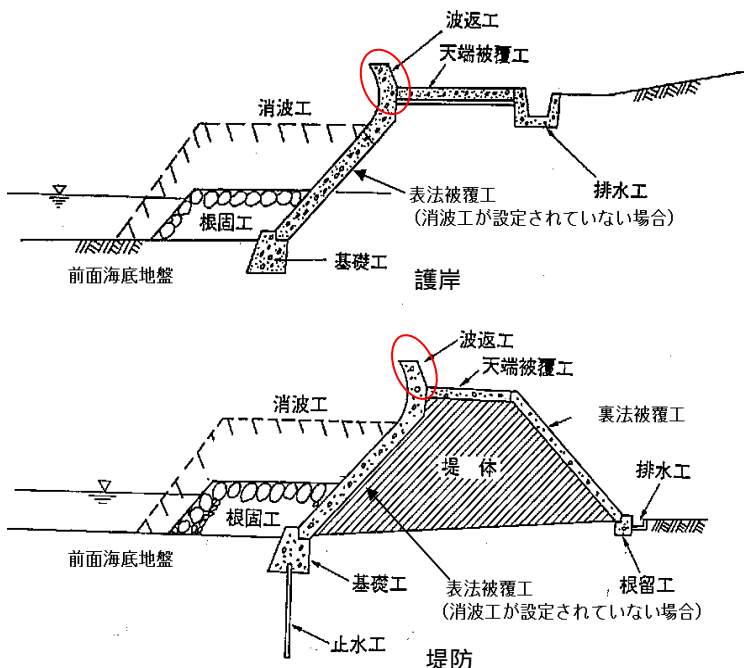 波返工
天端被覆工
消波工
排水工
表法被覆工
(消波工が設定されていない場合)
根固工
基礎工
前面海底地盤
護岸
波返工
天端被覆工
消波工
裏法被覆工
堤体
排水工
根固工
前面海底地盤
基礎工
表法被覆工
(消波工が設定されていない場合)
根留工
止水工
堤防